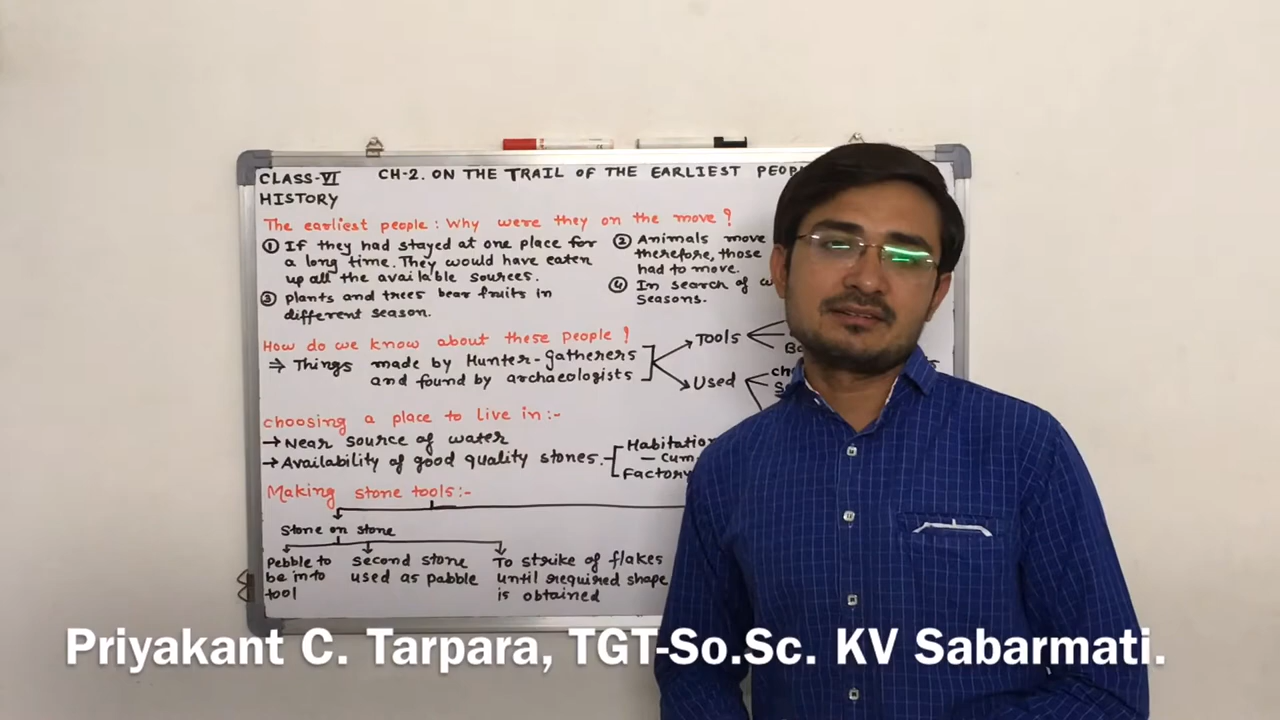 CLASS-VI CH-2. ON THE TRAIL OF THE EARLIEST
HISTORY
The earliest people: Why were they on the move?
① If they had stayed at one place for
a long time. They would have eaten
up all the available sources.
② Animals move
therefore, those
had to move.
③ plants and trees bear fruits in
different season.
④ In search of
Seasons.
How do we know about these people?
⇒ Things made by Hunter-gatherers
and found by archaeologists
Tools
Used
choosing a place to live in:-
→ Near source of water
→ Availability of good quality stones.
Habitation
- cum-
Factory
Making stone tools:-
Stone on stone
Pebble to
be into
tool
second stone
used as pabble
To strike of flakes
until required shape
is obtained
Priyakant C. Tarpara, TGT-So.Sc. KV Sabarmati.